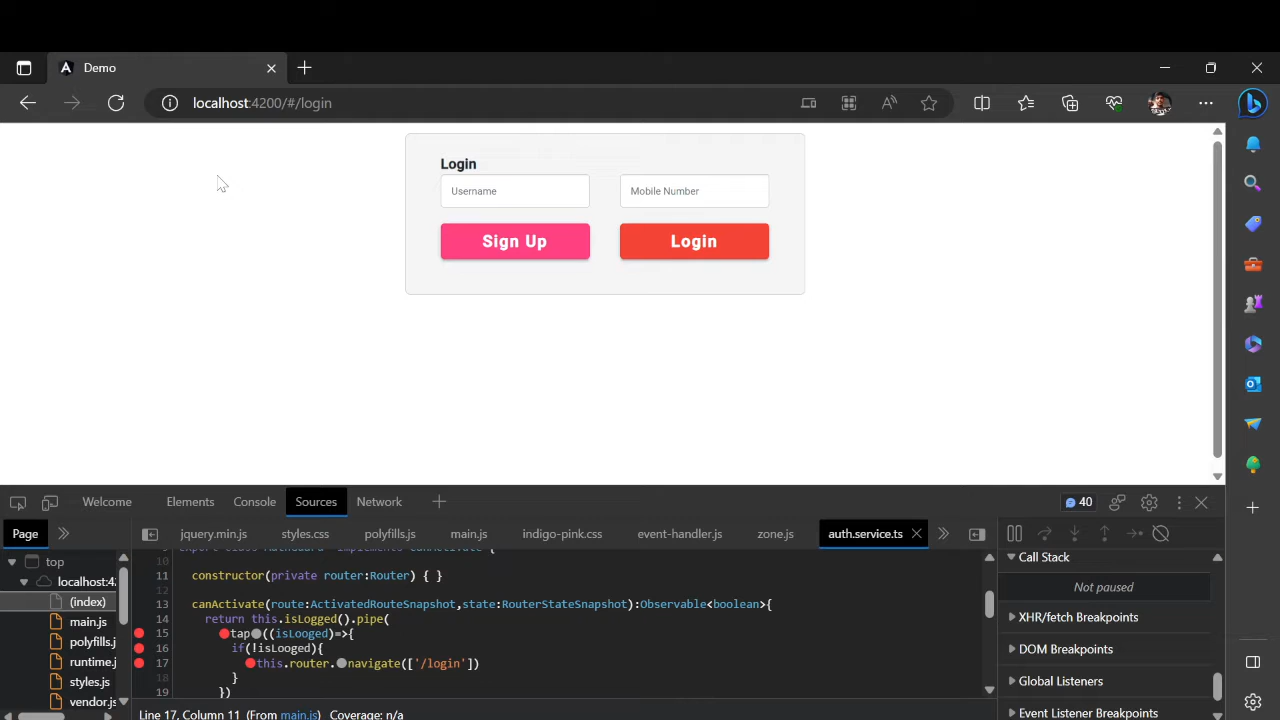 Demo
localhost:4200/#/login
Login
Username
Mobile Number
Sign Up
Login
Welcome
Elements
Console
Sources
Network
40
Page
jquery.min.js
styles.css
polyfills.js
main.js
indigo-pink.css
event-handler.js
zone.js
auth.service.ts
top
localhost:4
(index)
main.js
polyfills.j
runtime.j
styles.js
vendor.js
10
11 constructor(private router:Router) { }
12
13 canActivate(route:ActivatedRouteSnapshot,state:RouterStateSnapshot):Observable<boolean>{
14 return this.isLogged().pipe(
15 tap((isLooged)=>{
16 if(!isLooged){
17 this.router.navigate(['/login'])
18 }
19 })
Line 17, Column 11 (From main.js) Coverage: n/a
Call Stack
Not paused
XHR/fetch Breakpoints
DOM Breakpoints
Global Listeners
Event Listener Breakpoints